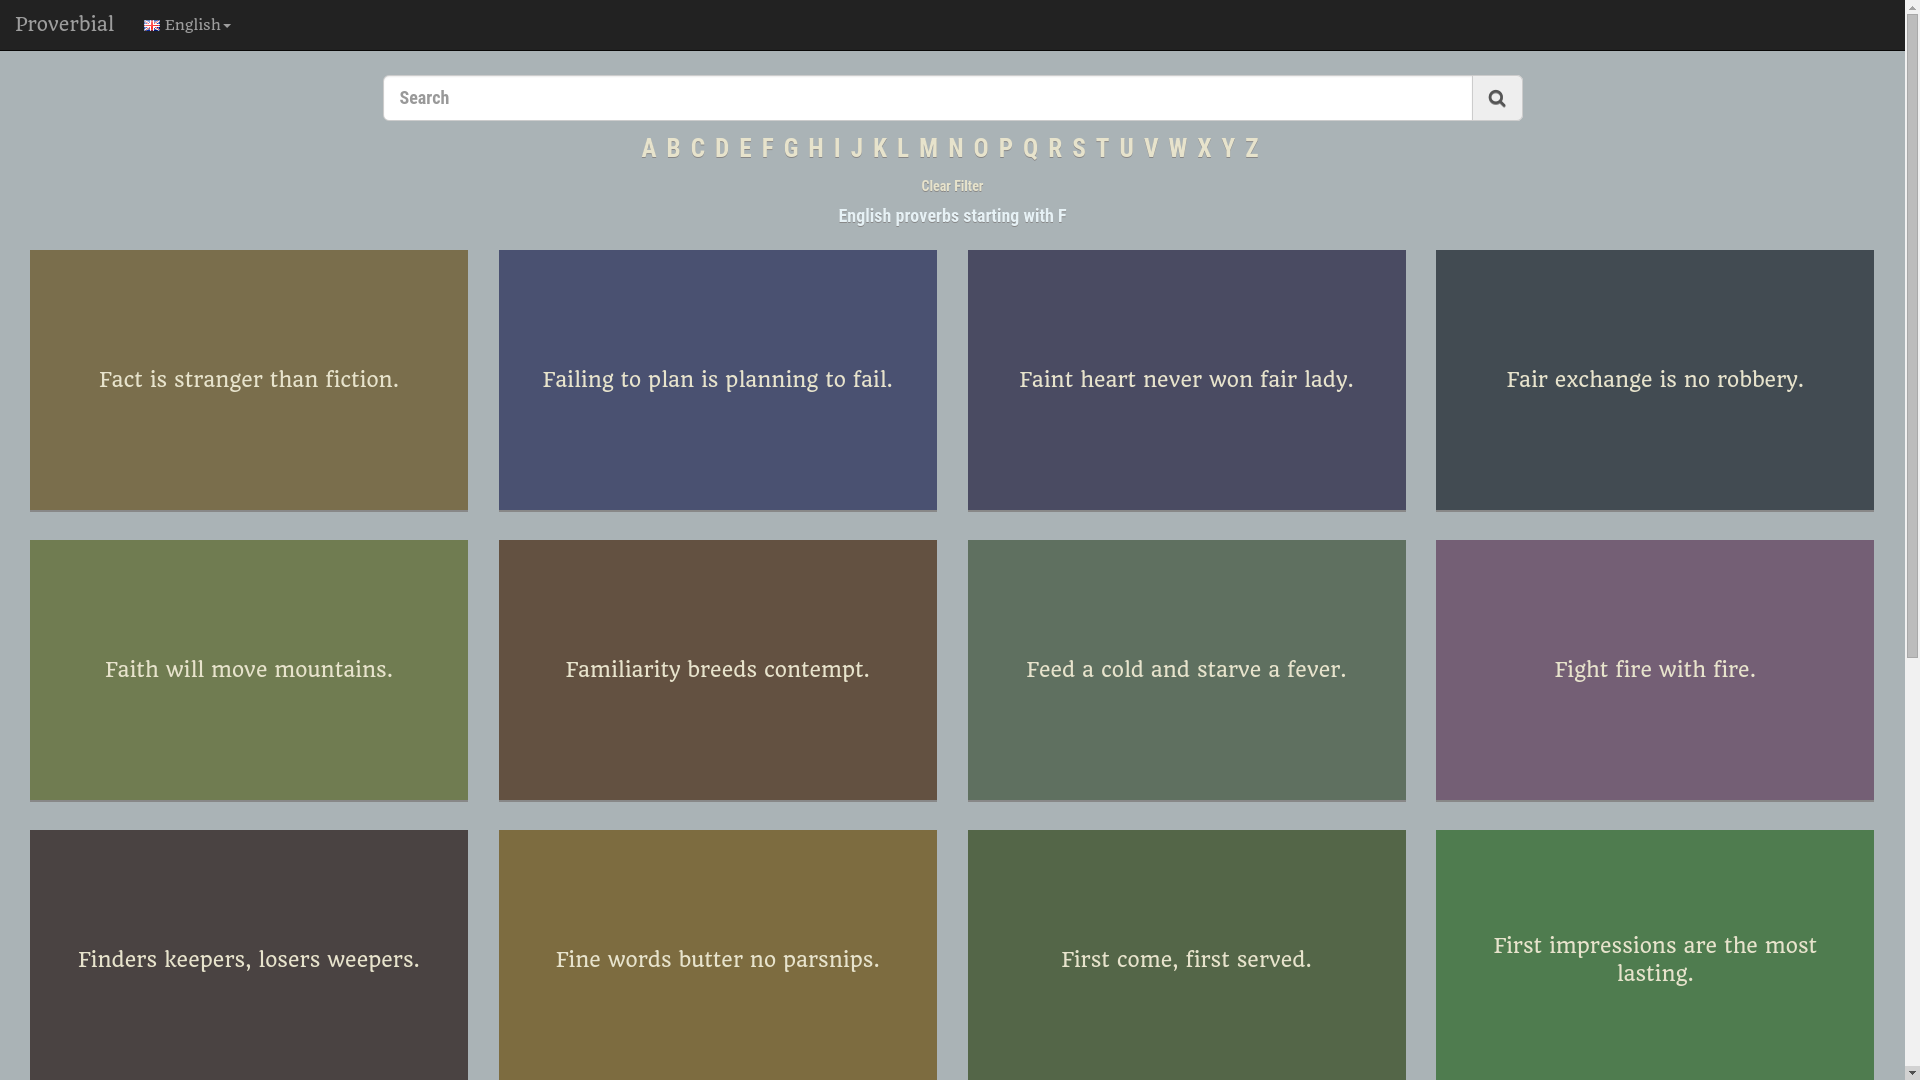 Proverbial English
Search
A B C D E F G H I J K L M N O P Q R S T U V W X Y Z
Clear Filter
English proverbs starting with F
Fact is stranger than fiction.
Failing to plan is planning to fail.
Faint heart never won fair lady.
Fair exchange is no robbery.
Faith will move mountains.
Familiarity breeds contempt.
Feed a cold and starve a fever.
Fight fire with fire.
Finders keepers, losers weepers.
Fine words butter no parsnips.
First come, first served.
First impressions are the most
lasting.